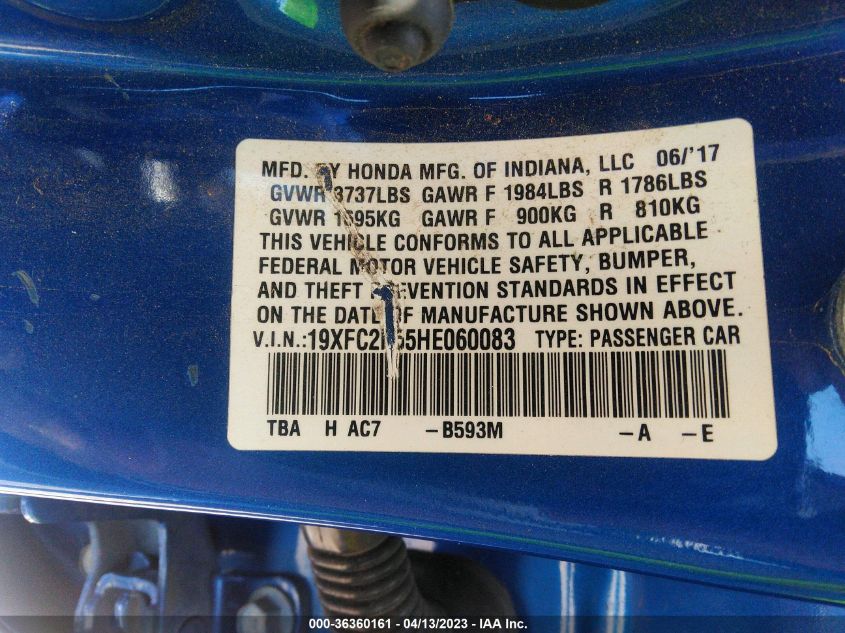 MFD. HONDA MFG. OF INDIANA, LLC 06/'17
GVWR 3737LBS GAWR F 1984LBS R 1786LBS
GVWR GAWR F 900KG R 810KG
THIS VEHICLE CONFORMS TO ALL APPLICABLE
FEDERAL MOTOR VEHICLE SAFETY, BUMPER,
AND THEFT STANDARDS IN EFFECT
ON THE DATE OF MANUFACTURE SHOWN ABOVE.
V.I.N.: TYPE: PASSENGER CAR
TBA H AC7 -B593M -A -E
000-36360161 - 04/13/2023 - IAA Inc.